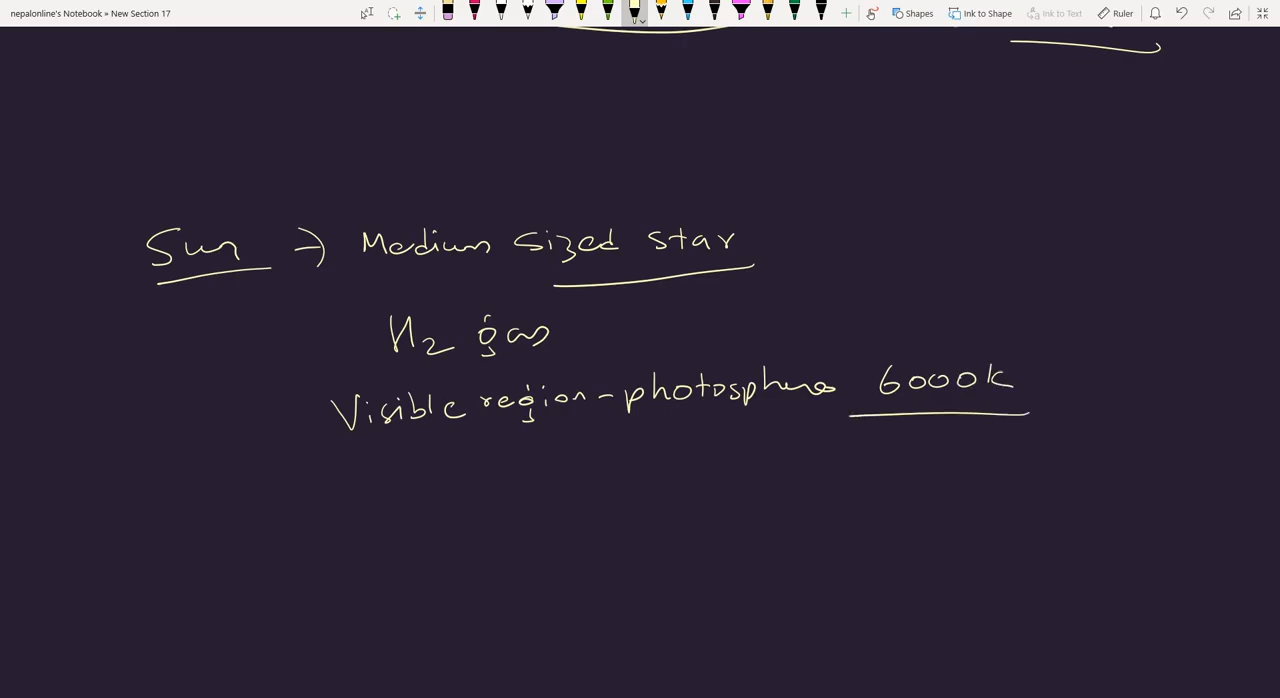 nepalonline's Notebook » New Section 17
Shapes Ink to Shape Ink to Text Ruler
Sun → Medium sized star
H2 gas
Visible region - photosphere 6000K